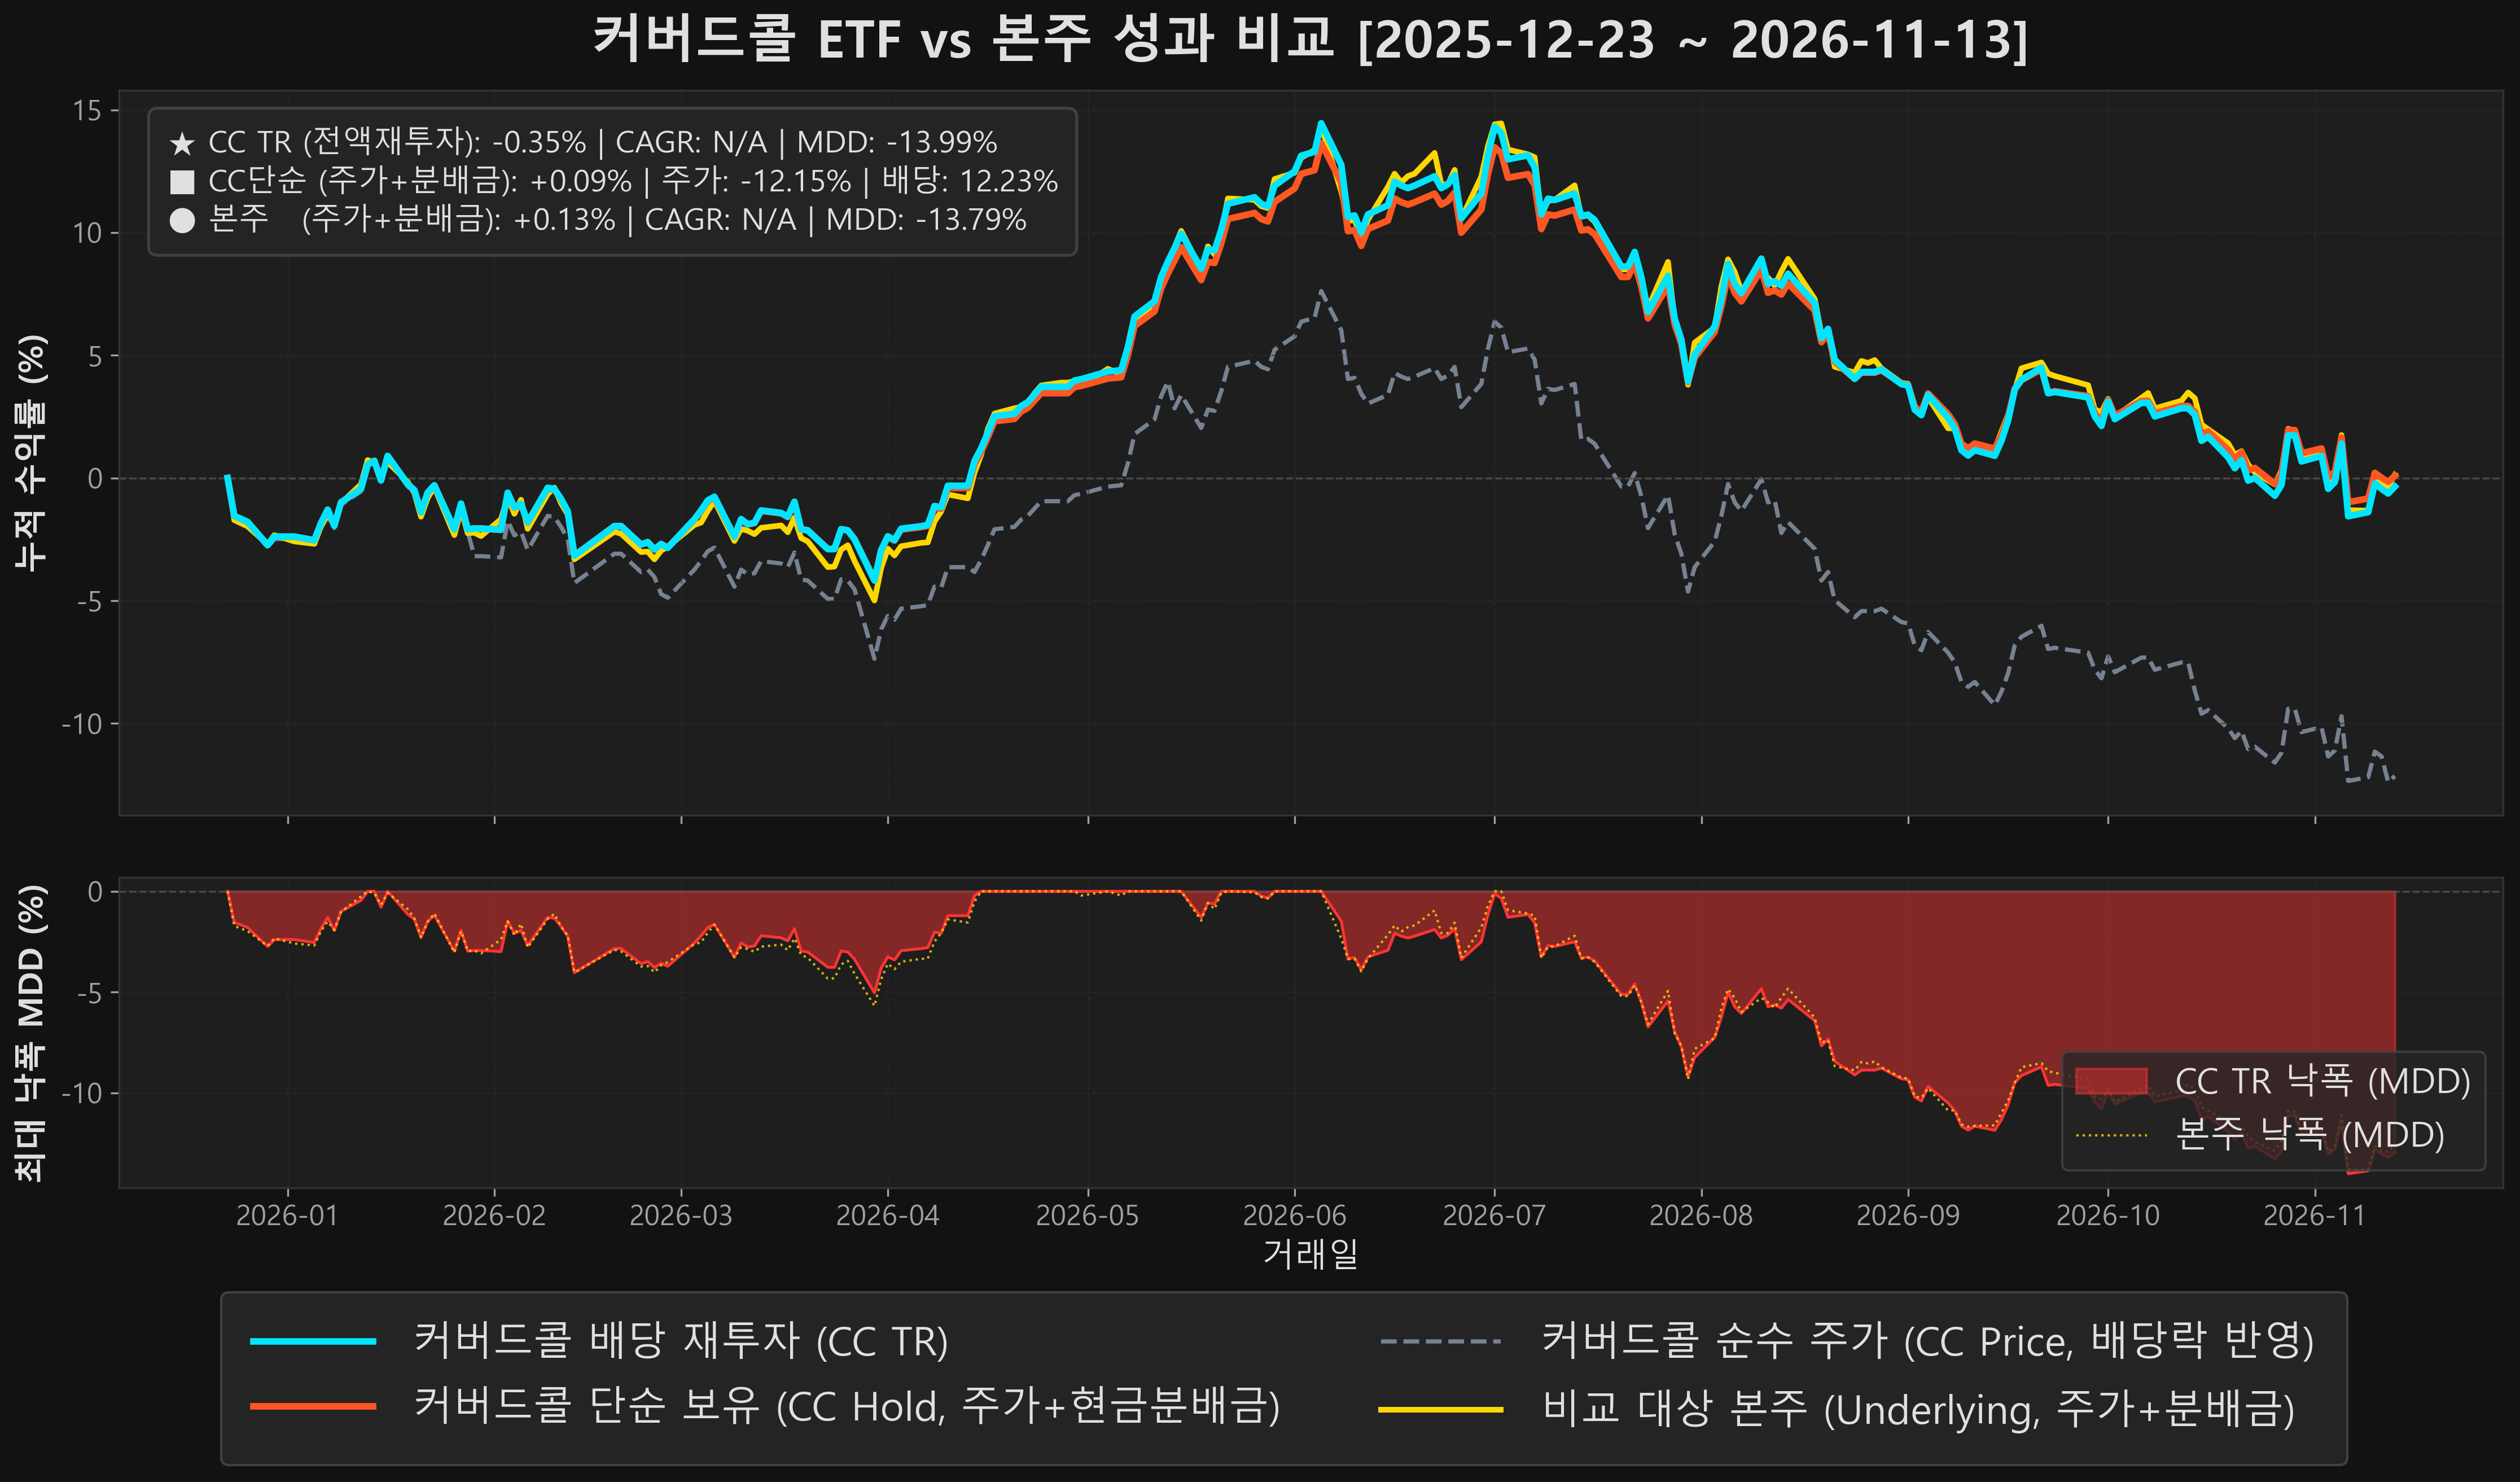 커버드콜 ETF vs 본주 성과 비교 [2025-12-23 ~ 2026-11-13]
누적 수익률 (%)
15
10
5
0
-5
-10
★ CC TR (전액재투자): -0.35% | CAGR: N/A | MDD: -13.99%
■ CC단순 (주가+분배금): +0.09% | 주가: -12.15% | 배당: 12.23%
● 본주 (주가+분배금): +0.13% | CAGR: N/A | MDD: -13.79%
최대 낙폭 MDD (%)
0
-5
-10
CC TR 낙폭 (MDD)
본주 낙폭 (MDD)
2026-01 2026-02 2026-03 2026-04 2026-05 2026-06 2026-07 2026-08 2026-09 2026-10 2026-11
거래일
커버드콜 배당 재투자 (CC TR)
커버드콜 단순 보유 (CC Hold, 주가+현금분배금)
커버드콜 순수 주가 (CC Price, 배당락 반영)
비교 대상 본주 (Underlying, 주가+분배금)